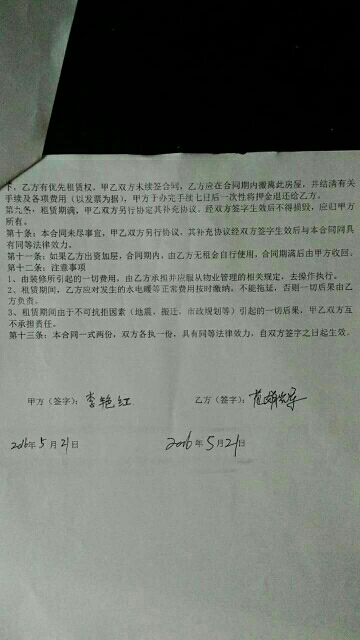 下，乙方有优先租赁权，甲乙双方未续签合同，乙方应在合同期内搬离此房屋，并结清有关
手续及各项费用（以发票为据），甲方于办完手续七日后一次性将押金退还给乙方。
第九条，租赁期满，甲乙双方另行协定其补充协议。经双方签字生效后不得损毁，应归甲方
所有。
第十条：本合同未尽事宜，甲乙双方另行协议，其补充协议经双方签字生效后与本合同同具
有同等法律效力。
第十一条：如果乙方出资加层，合同期内，由乙方无租金自行使用，合同期满后由甲方收回。
第十二条：注意事项
1、由装修所引起的一切费用，由乙方承担并应服从物业管理的相关规定，去操作执行。
2、租赁期间，乙方应对发生的水电暖等正常费用按时缴纳，不能拖延，否则一切后果由乙
方负责。
3、租赁期间由于不可抗拒因素（地震、搬迁、市政规划等）引起的一切后果，甲乙双方互
不承担责任。
第十三条：本合同一式两份，双方各执一份，具有同等法律效力，自双方签字之日起生效。
甲方（签字）：李艳红
乙方（签字）：范
2016年5月21日
2016年5月21日